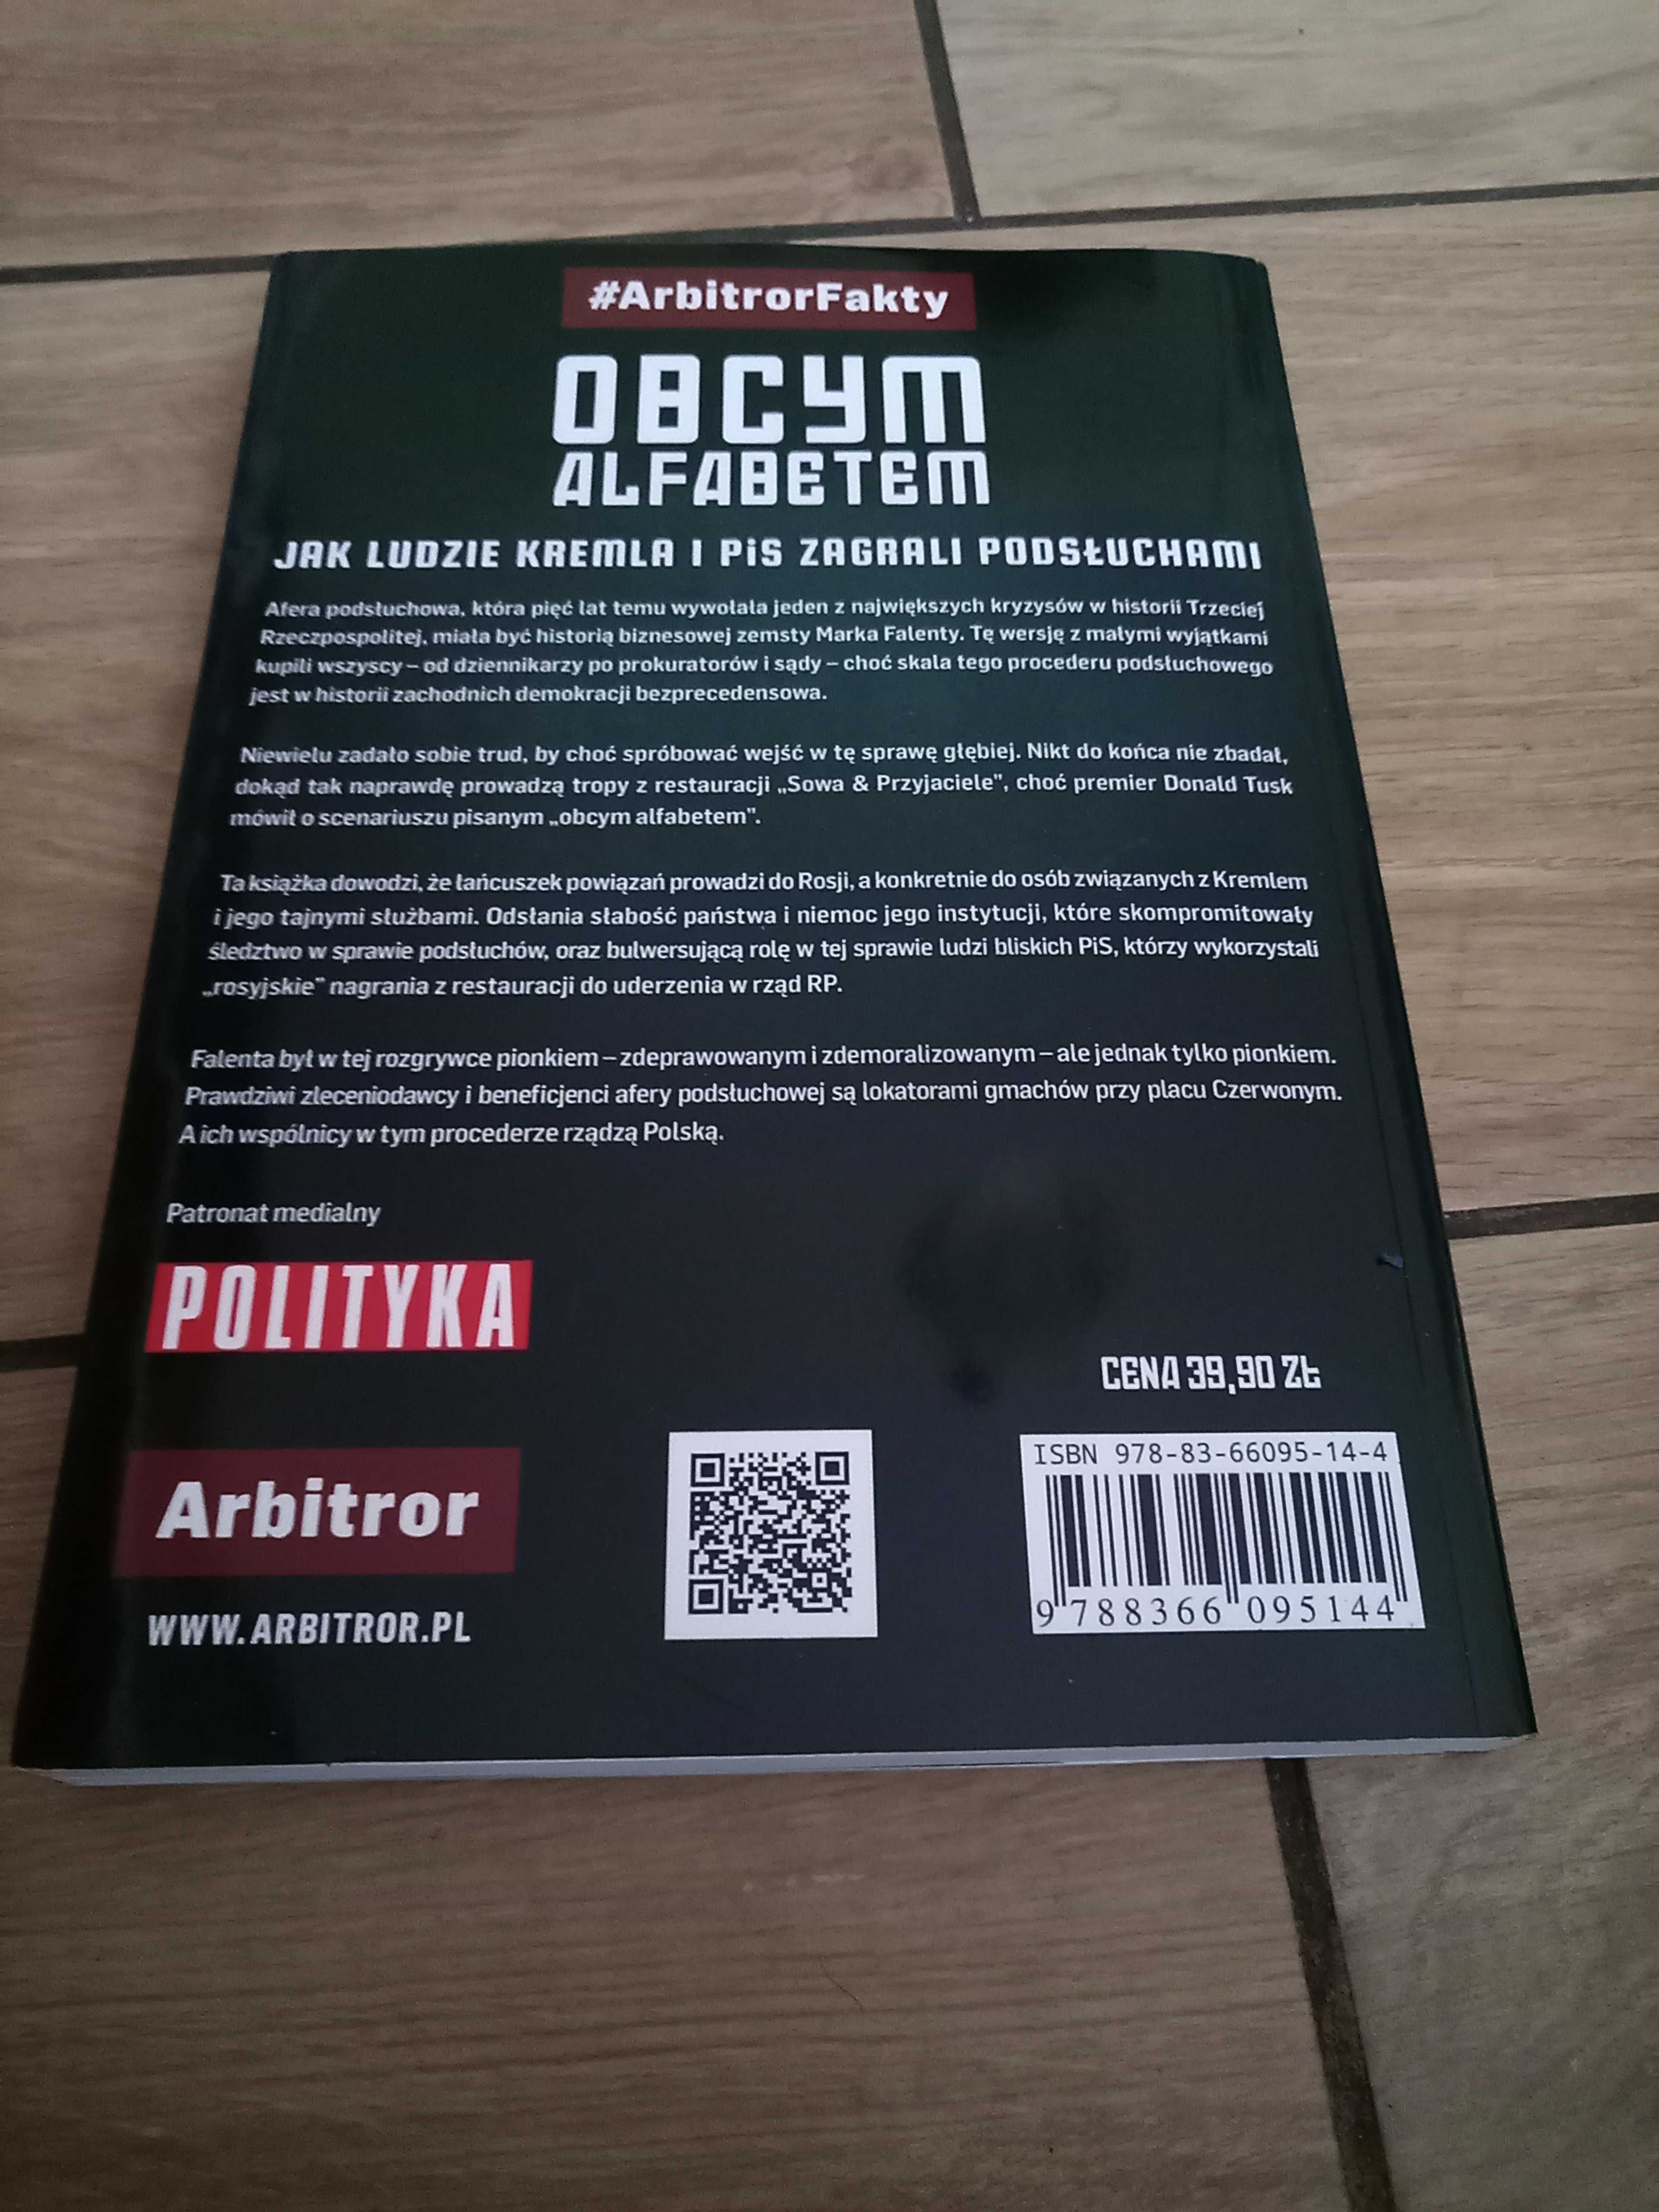 #ArbitrorFakty
OBCYM
ALFABETEM
JAK LUDZIE KREMLA I PiS ZAGRALI PODSŁUCHAMI
Afera podsłuchowa, która pięć lat temu wywołała jeden z największych kryzysów w historii Trzeciej
Rzeczpospolitej, miała być historią biznesowej zemsty Marka Falenty. Tę wersję z małymi wyjątkami
kupili wszyscy – od dziennikarzy po prokuratorów i sądy – choć skala tego procederu podsłuchowego
jest w historii zachodnich demokracji bezprecedensowa.
Niewielu zadało sobie trud, by choć spróbować wejść w tę sprawę głębiej. Nikt do końca nie zbadał,
dokąd tak naprawdę prowadzą tropy z restauracji „Sowa & Przyjaciele”, choć premier Donald Tusk
mówił o scenariuszu pisanym „obcym alfabetem”.
Ta książka dowodzi, że łańcuszek powiązań prowadzi do Rosji, a konkretnie do osób związanych z Kremlem
i jego tajnymi służbami. Odsłania słabość państwa i niemoc jego instytucji, które skompromitowały
śledztwo w sprawie podsłuchów, oraz bulwersującą rolę w tej sprawie ludzi bliskich PiS, którzy wykorzystali
„rosyjskie” nagrania z restauracji do uderzenia w rząd RP.
Falenta był w tej rozgrywce pionkiem – zdeprawowanym i zdemoralizowanym – ale jednak tylko pionkiem.
Prawdziwi zleceniodawcy i beneficjenci afery podsłuchowej są lokatorami gmachów przy placu Czerwonym.
A ich wspólnicy w tym procederze rządzą Polską.
Patronat medialny
POLITYKA
CENA 39,90 ZŁ
Arbitror
WWW.ARBITROR.PL
ISBN 978-83-66095-14-4
9 788366 095144